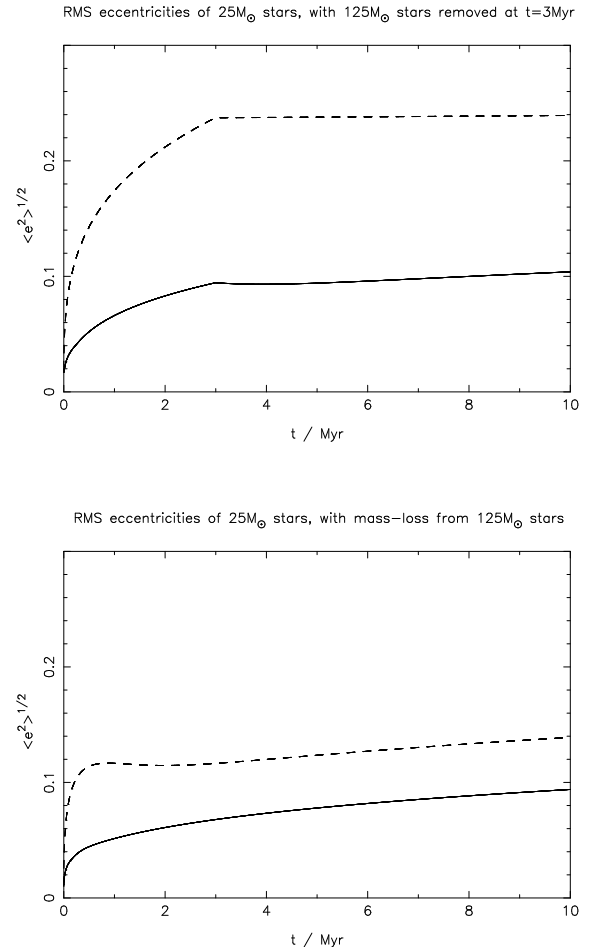 RMS eccentricities of 25M☉ stars, with 125M☉ stars removed at t=3Myr
<e²>^1/2
0.2
0.1
0
0 2 4 6 8 10
t / Myr
RMS eccentricities of 25M☉ stars, with mass−loss from 125M☉ stars
<e²>^1/2
0.2
0.1
0
0 2 4 6 8 10
t / Myr